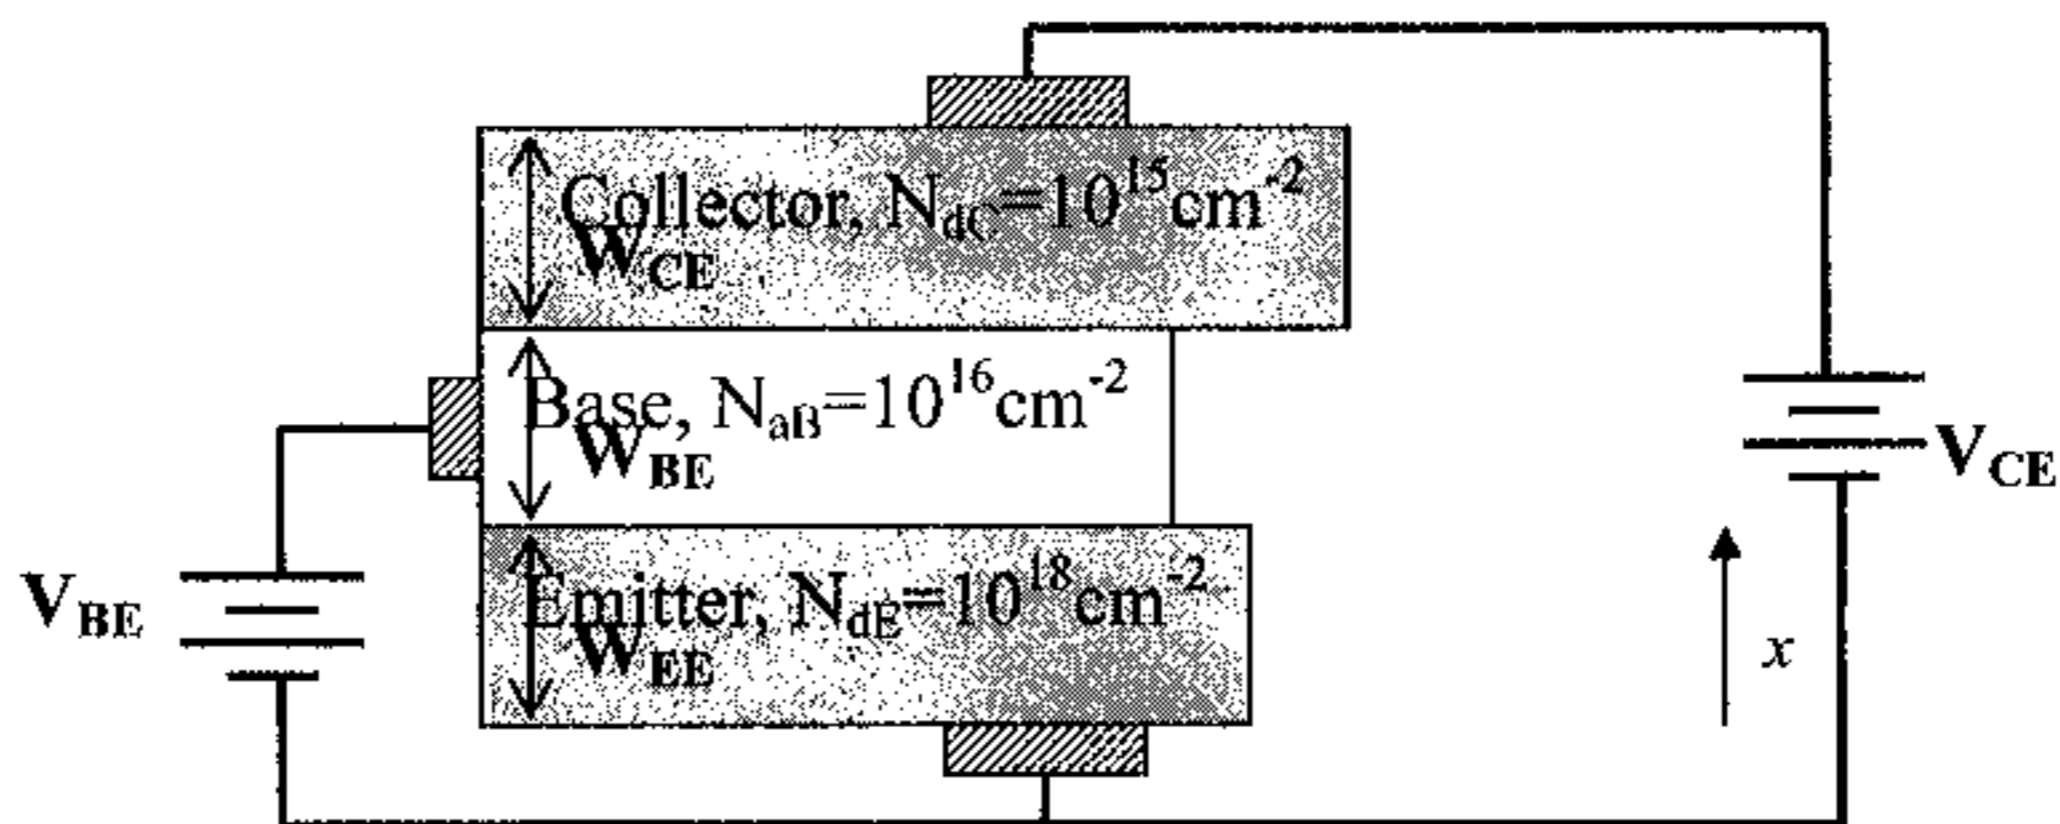 Collector, N_dC=10^15cm^-2
W_CE
Base, N_aB=10^16cm^-2
W_BE
V_CE
V_BE
Emitter, N_dE=10^18cm^-2
W_EE
x